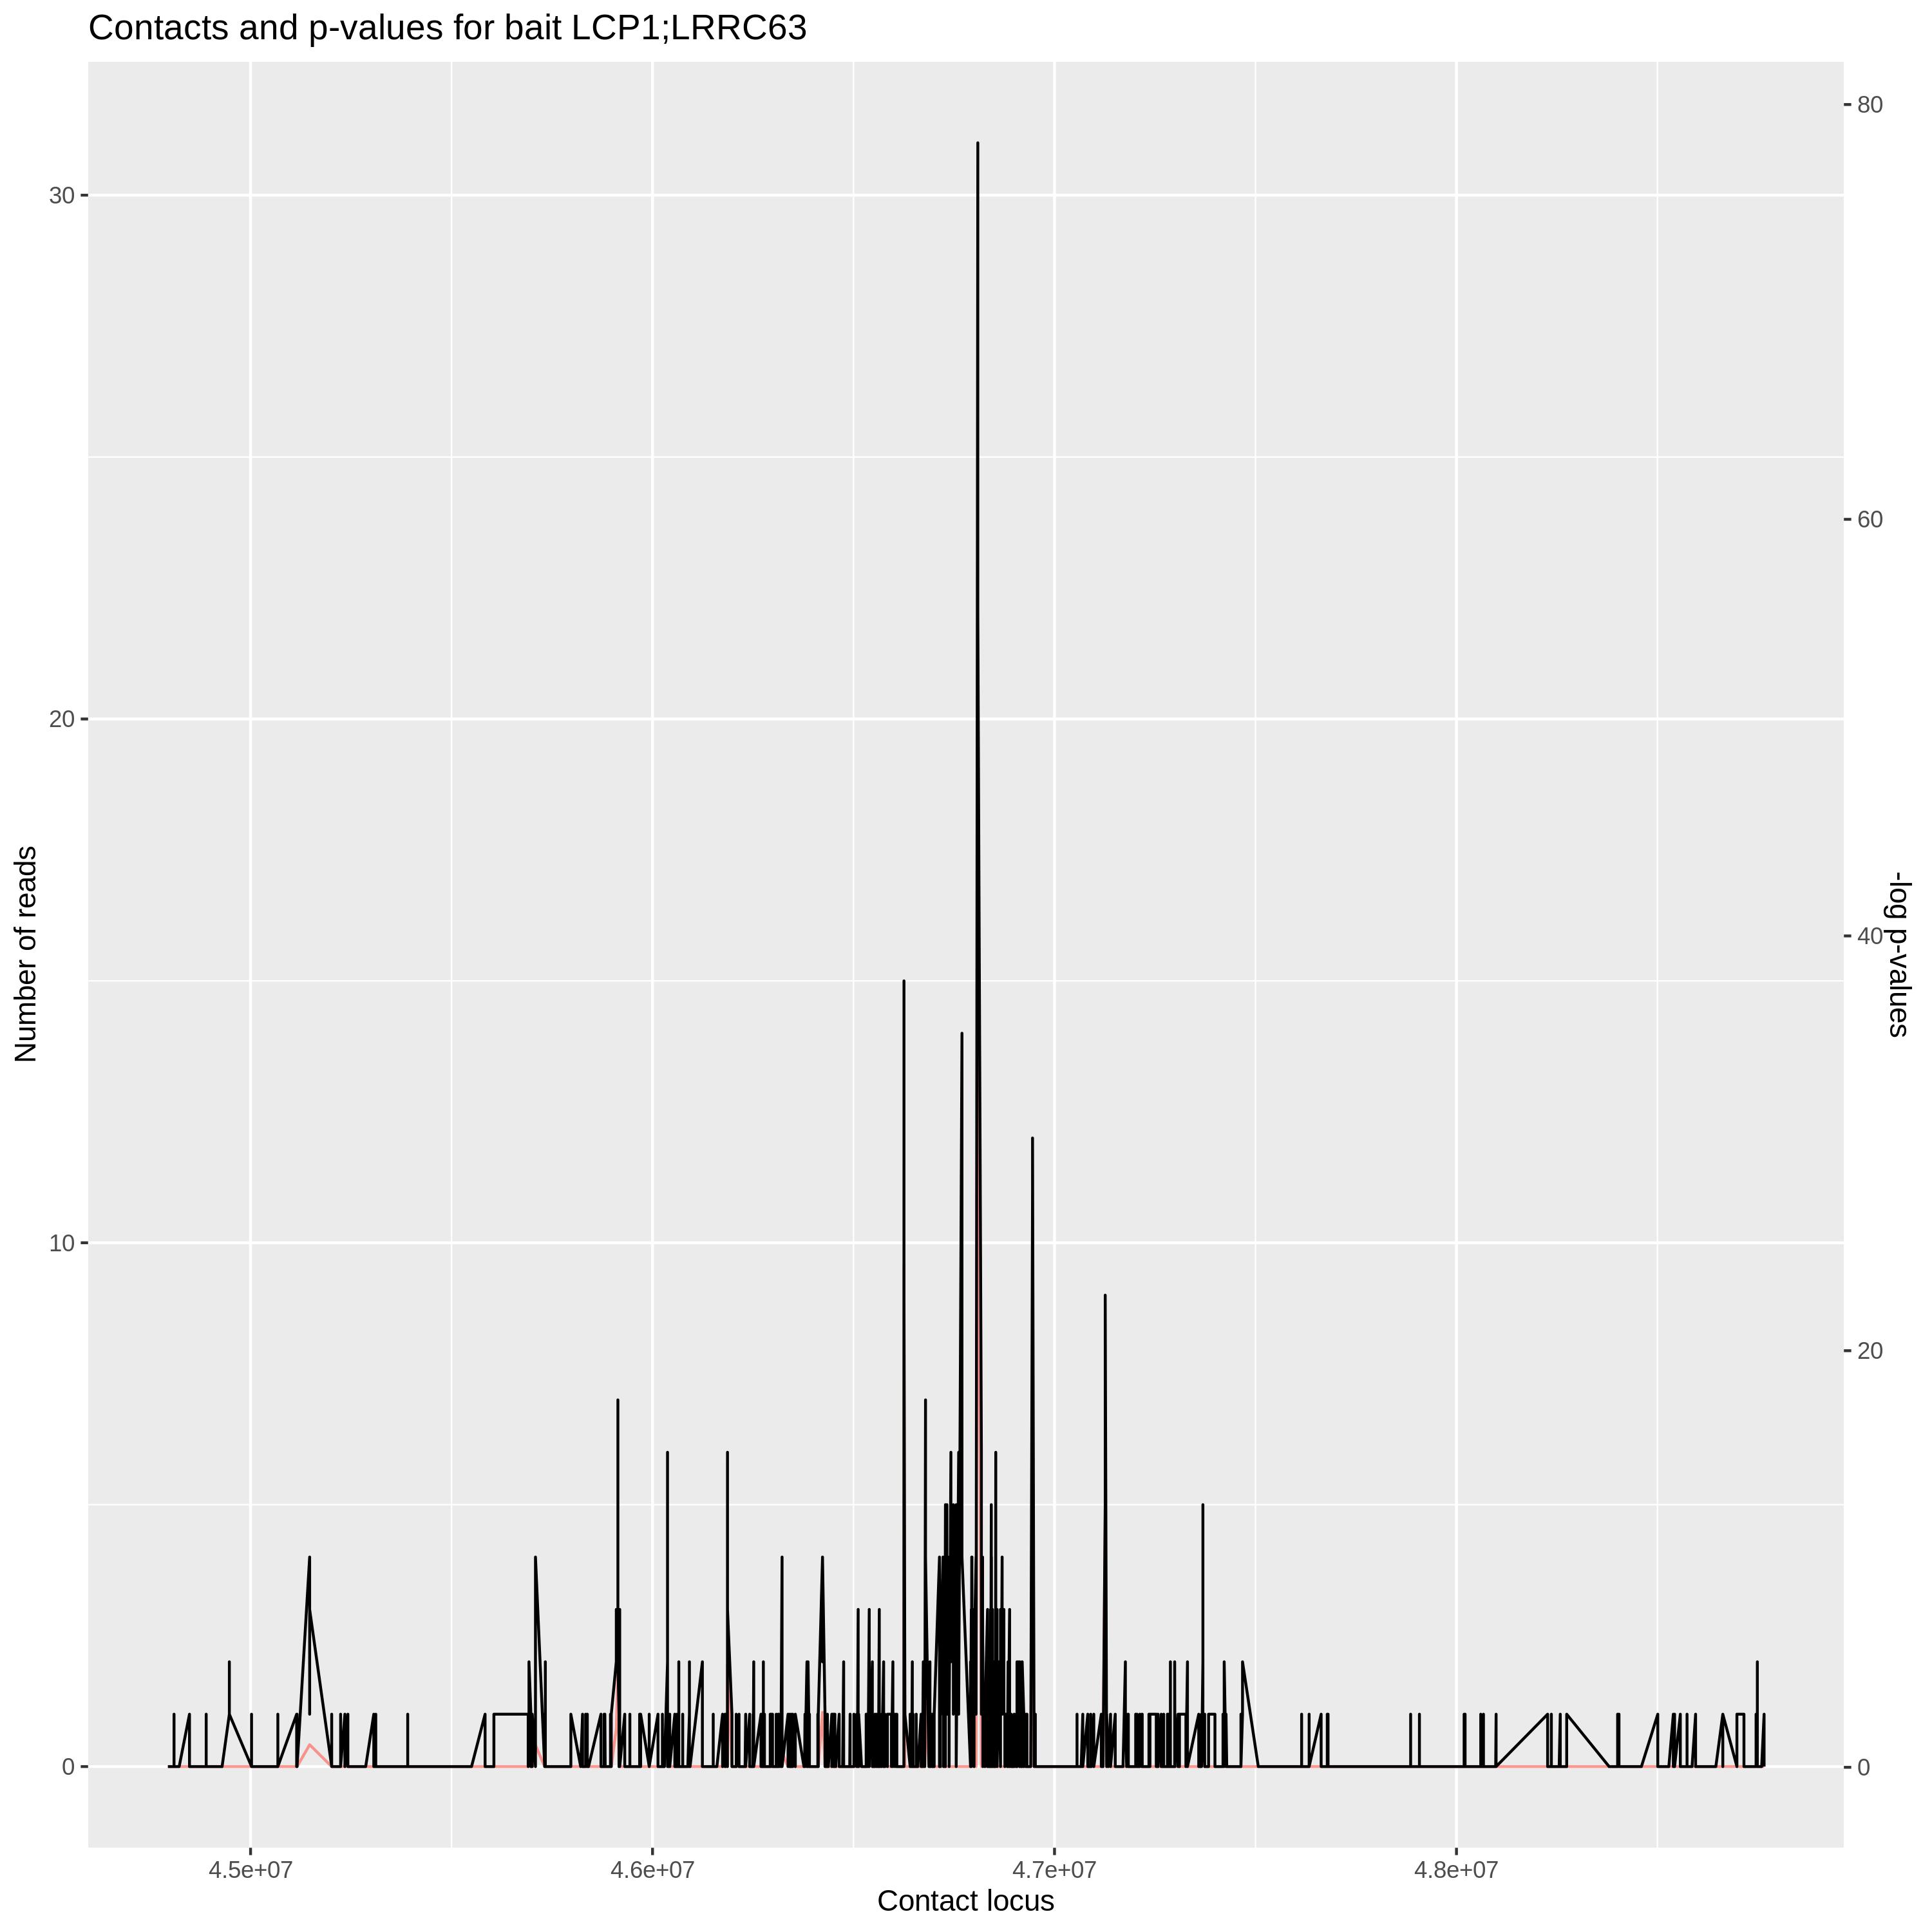 Contacts and p-values for bait LCP1;LRRC63
80
30
60
20
Number of reads
-log p-values
40
10
20
0
0
4.5e+07
4.6e+07
4.7e+07
4.8e+07
Contact locus